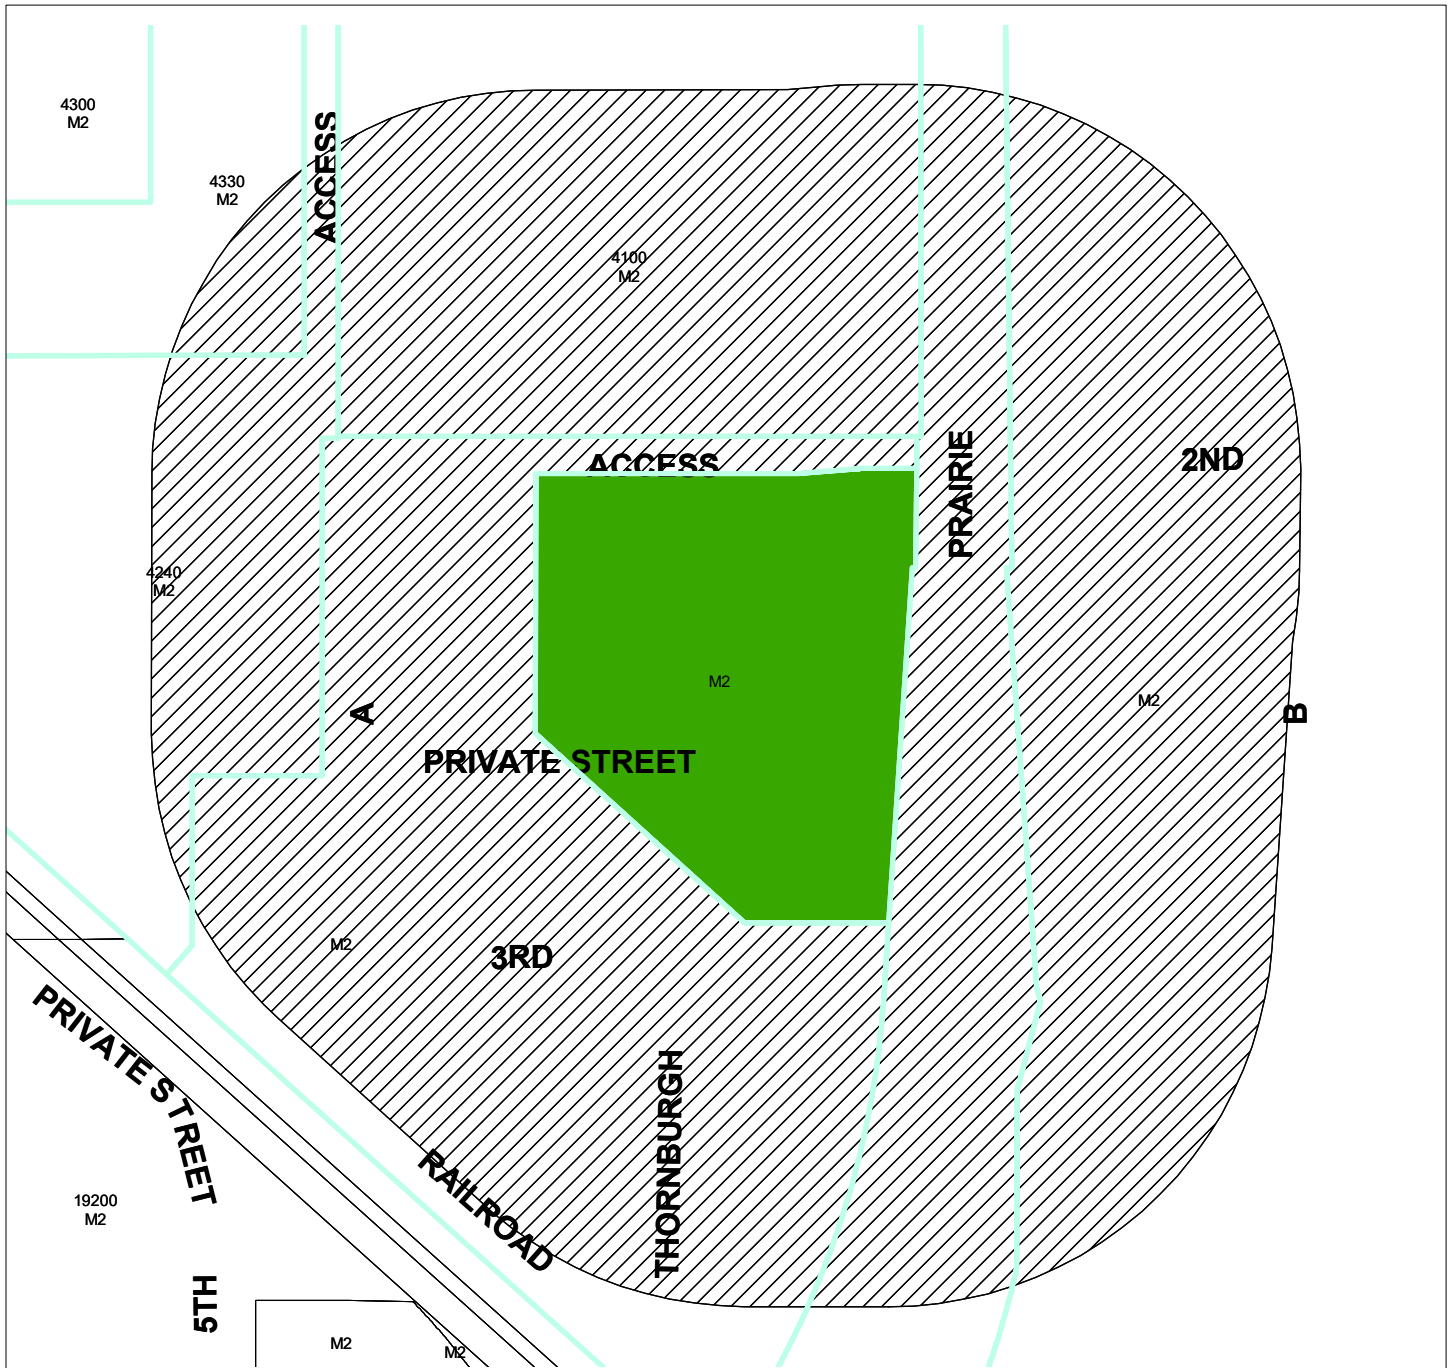 4300
M2
4330
M2
ACCESS
4100
M2
ACCESS
PRAIRIE
2ND
4240
M2
M2
M2
A
B
PRIVATE STREET
M2
3RD
PRIVATE STREET
THORNBURGH
RAILROAD
19200
M2
5TH
M2
M2